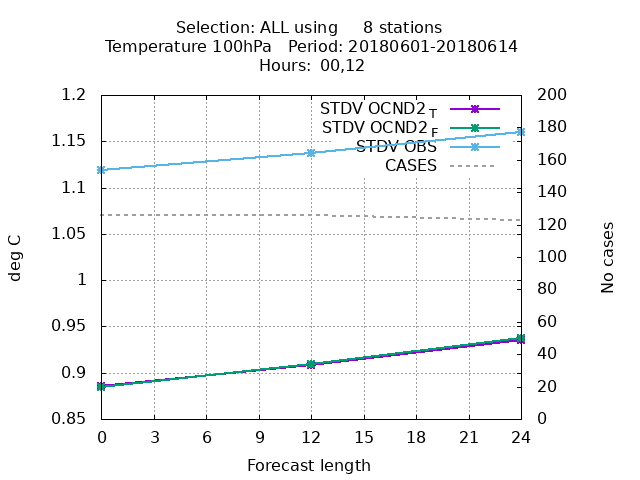 Selection: ALL using 8 stations
Temperature 100hPa Period: 20180601-20180614
Hours: 00,12
STDV OCND2 T
STDV OCND2 F
STDV OBS
CASES
1.2
1.15
1.1
1.05
1
0.95
0.9
0.85
200
180
160
140
120
100
80
60
40
20
0
deg C
No cases
0 3 6 9 12 15 18 21 24
Forecast length